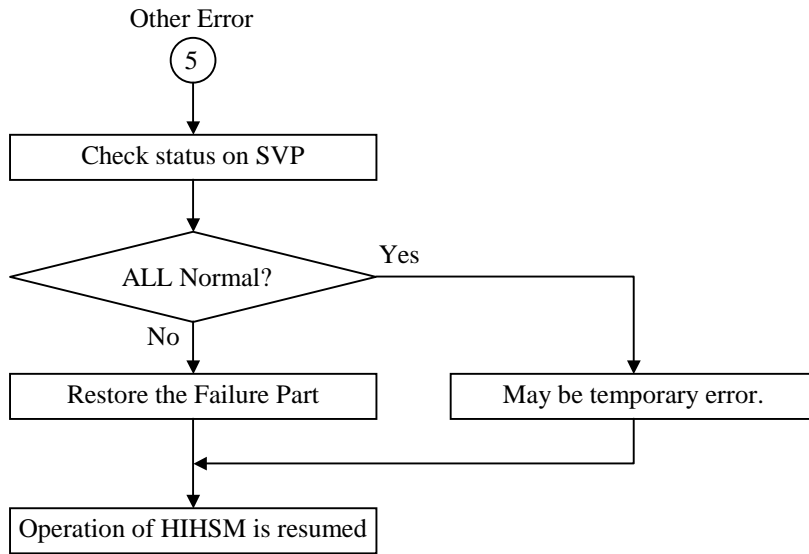 Other Error
5
Check status on SVP
ALL Normal?
Yes
No
Restore the Failure Part
May be temporary error.
Operation of HIHSM is resumed